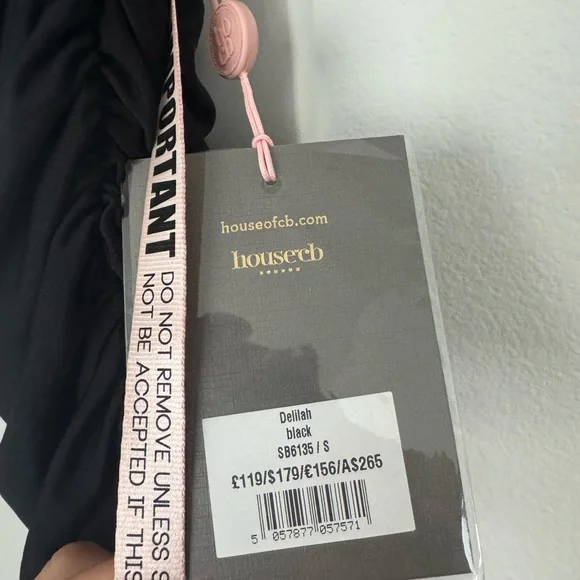 IMPORTANT
DO NOT REMOVE UNLESS
NOT BE ACCEPTED IF THIS
houseofcb.com
house cb
Delilah
black
SB6135 / S
£119/$179/€156/A$265
5 057877 057571